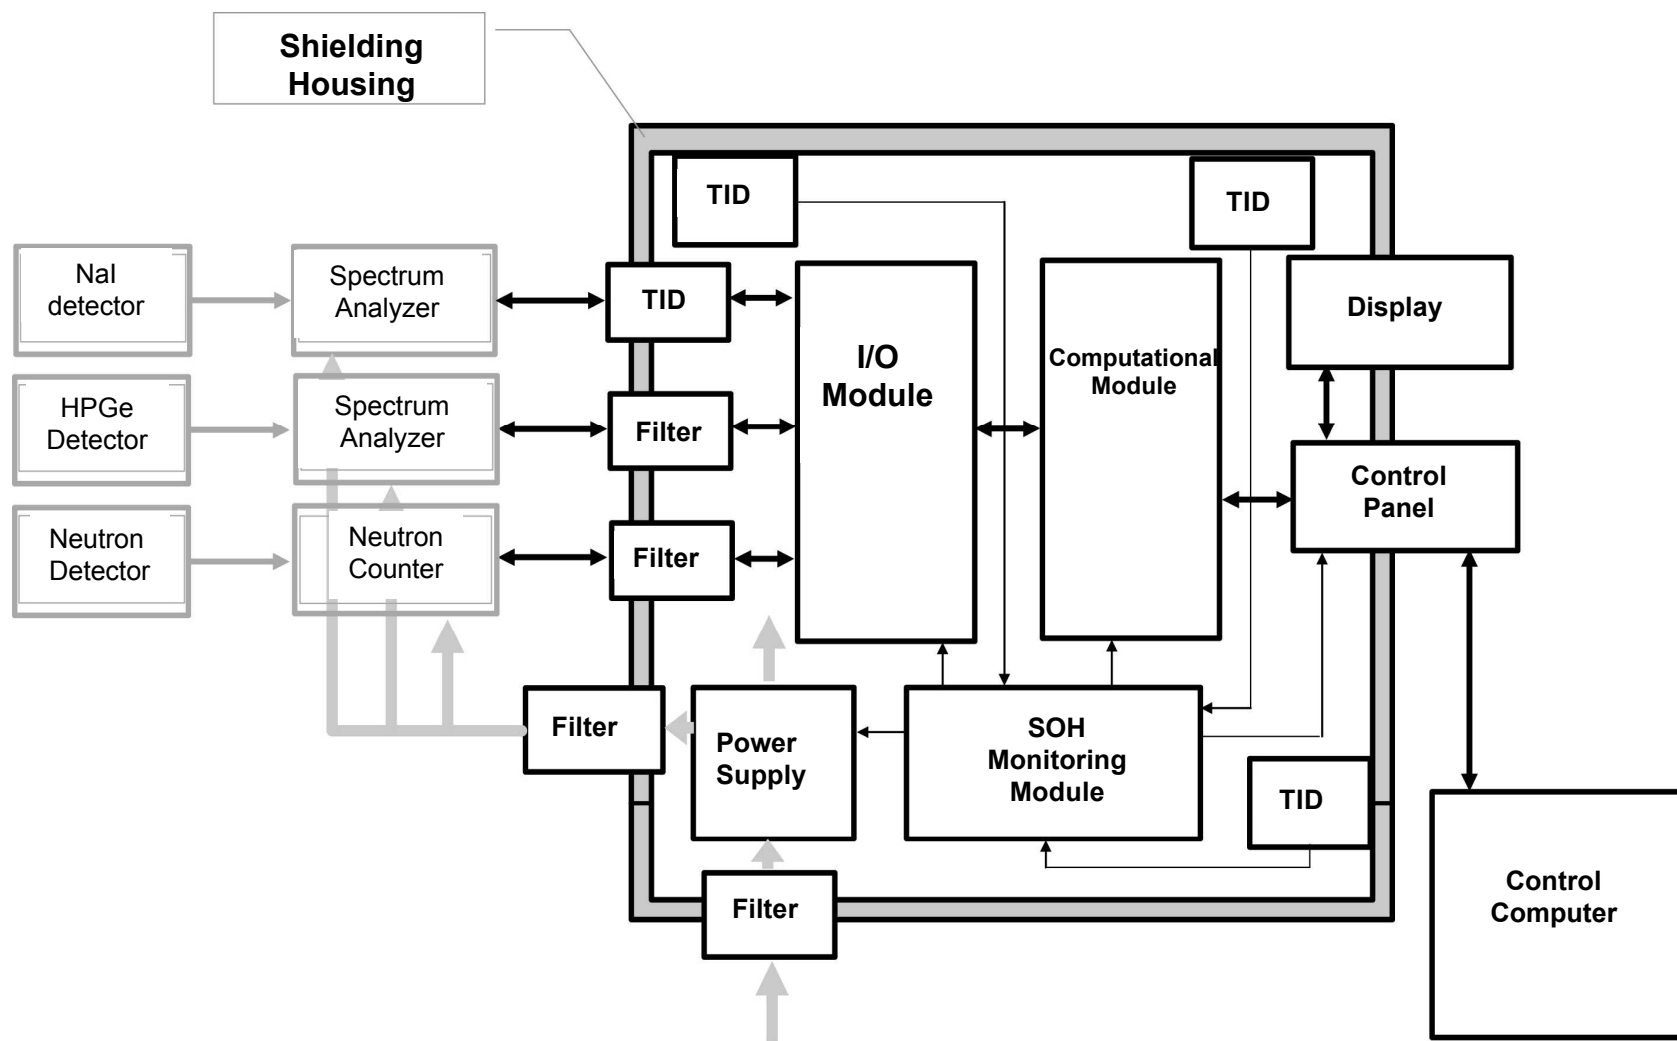 Shielding
Housing
TID
TID
NaI
detector
Spectrum
Analyzer
TID
Display
I/O
Module
Computational
Module
HPGe
Detector
Spectrum
Analyzer
Filter
Control
Panel
Neutron
Detector
Neutron
Counter
Filter
Filter
Power
Supply
SOH
Monitoring
Module
TID
Filter
Control
Computer